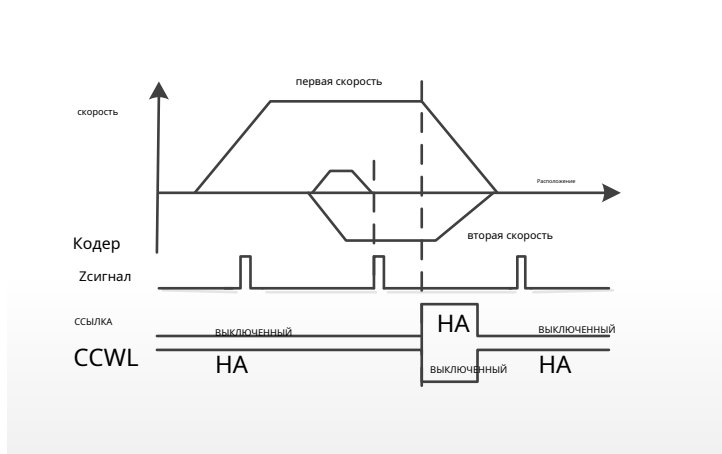 первая скорость
скорость
Расположение
вторая скорость
Кодер
Zсигнал
ССЫЛКА
ВЫКЛЮЧЕННЫЙ
НА
ВЫКЛЮЧЕННЫЙ
CCWL
НА
ВЫКЛЮЧЕННЫЙ
НА